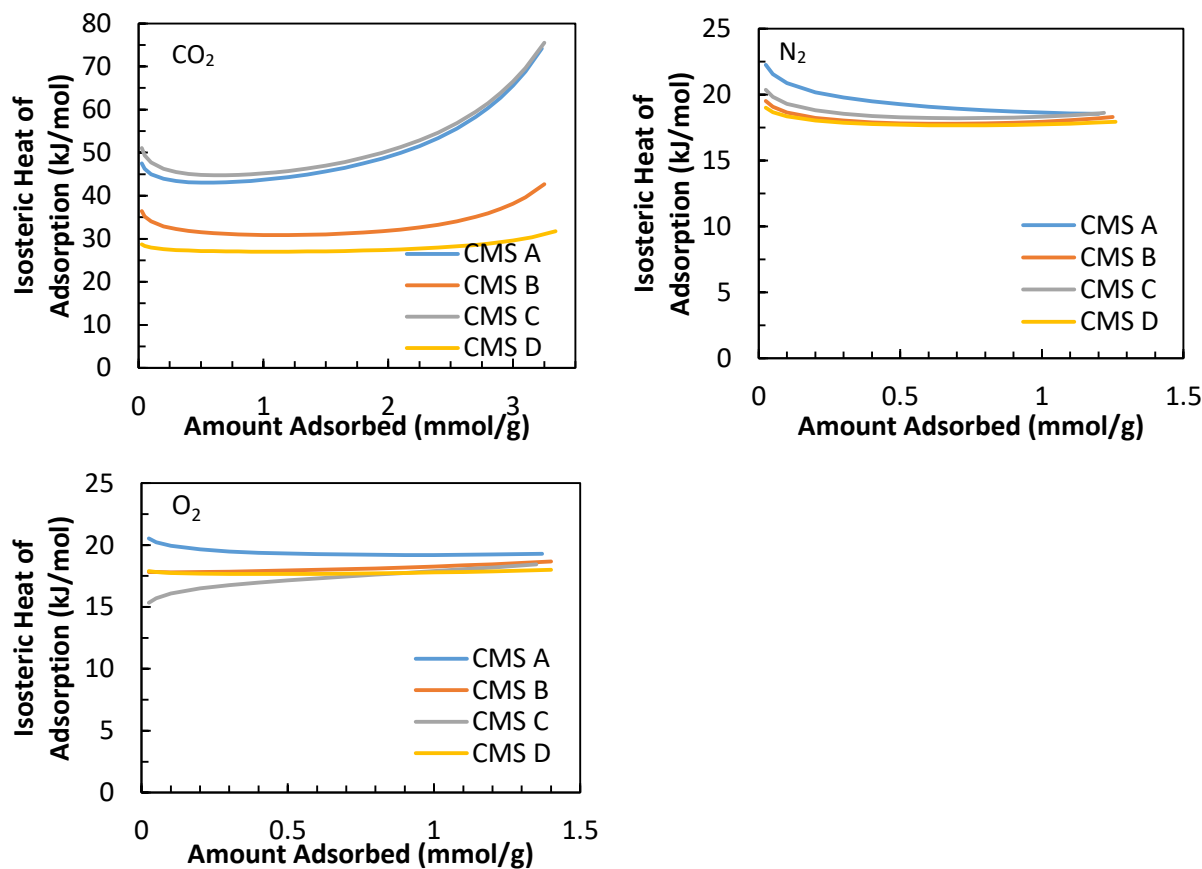 Isosteric Heat of
Adsorption (kJ/mol)
80
70
60
50
40
30
20
10
0
CO₂
CMS A
CMS B
CMS C
CMS D
0 1 2 3
Amount Adsorbed (mmol/g)
Isosteric Heat of
Adsorption (kJ/mol)
25
20
15
10
5
0
N₂
CMS A
CMS B
CMS C
CMS D
0 0.5 1 1.5
Amount Adsorbed (mmol/g)
Isosteric Heat of
Adsorption (kJ/mol)
25
20
15
10
5
0
O₂
CMS A
CMS B
CMS C
CMS D
0 0.5 1 1.5
Amount Adsorbed (mmol/g)